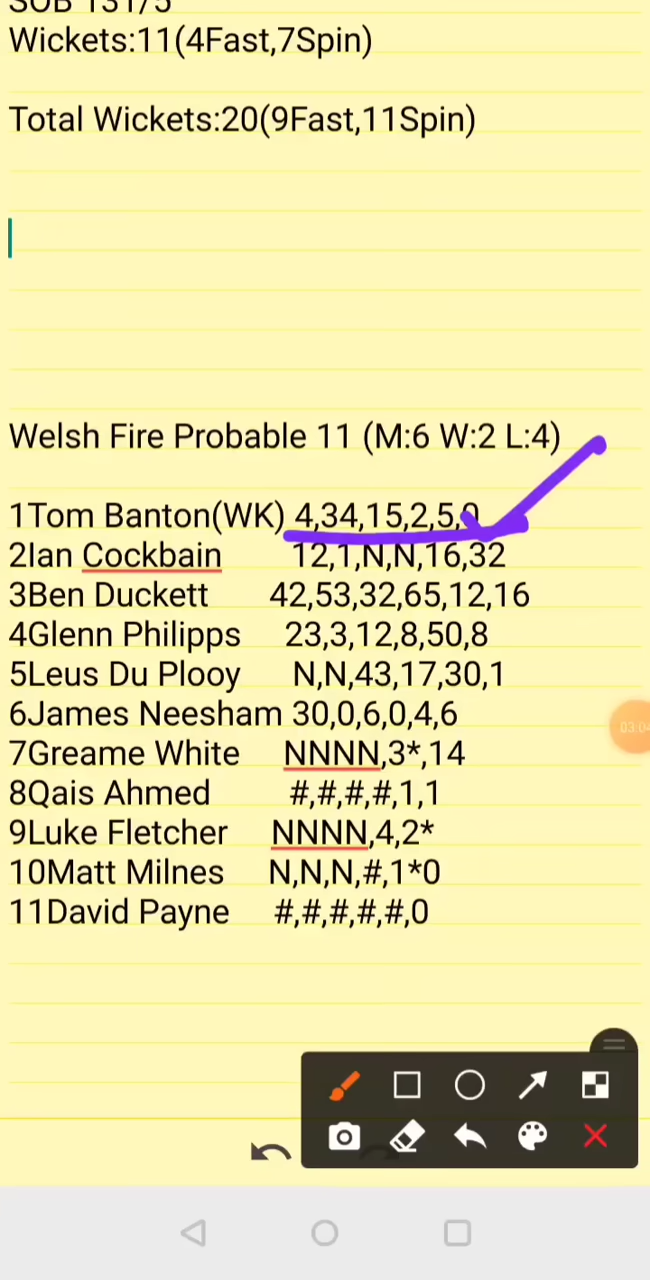 SOB 131/5
Wickets:11(4Fast,7Spin)
Total Wickets:20(9Fast,11Spin)
Welsh Fire Probable 11 (M:6 W:2 L:4)
1Tom Banton(WK) 4,34,15,2,5,0
2Ian Cockbain 12,1,N,N,16,32
3Ben Duckett 42,53,32,65,12,16
4Glenn Philipps 23,3,12,8,50,8
5Leus Du Plooy N,N,43,17,30,1
6James Neesham 30,0,6,0,4,6
7Greame White NNNN,3*,14
8Qais Ahmed #,#,#,#,1,1
9Luke Fletcher NNNN,4,2*
10Matt Milnes N,N,N,#,1*0
11David Payne #,#,#,#,#,0